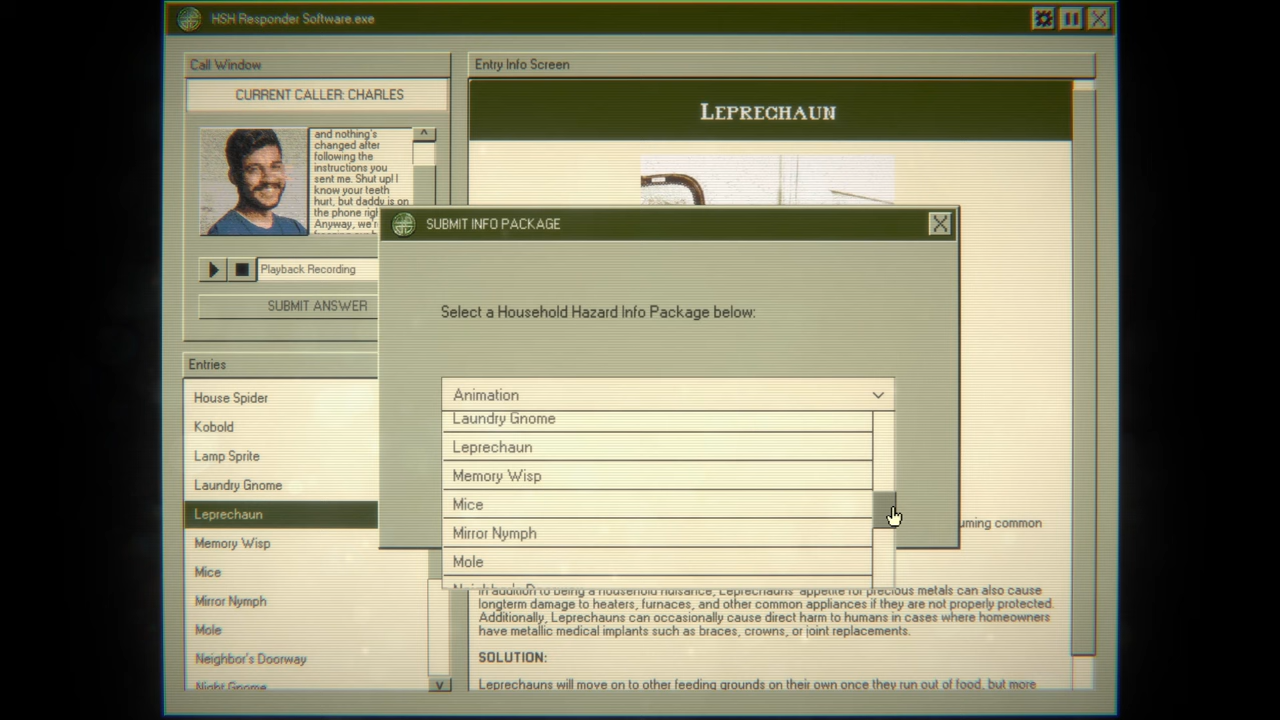 HSH Responder Software.exe
Call Window
CURRENT CALLER: CHARLES
and nothing's
changed after
following the
instructions you
sent me. Shut up! I
know your teeth
hurt, but daddy is on
the phone
Anyway, we're
Playback Recording
SUBMIT ANSWER
Entries
House Spider
Kobold
Lamp Sprite
Laundry Gnome
Leprechaun
Memory Wisp
Mice
Mirror Nymph
Mole
Neighbor's Doorway
Night Gnome
Entry Info Screen
LEPRECHAUN
SUBMIT INFO PACKAGE
Select a Household Hazard Info Package below:
Animation
Laundry Gnome
Leprechaun
Memory Wisp
Mice
Mirror Nymph
Mole
common
In addition to being a household nuisance, Leprechauns' appetite for precious metals can also cause
longterm damage to heaters, furnaces, and other common appliances if they are not properly protected.
Additionally, Leprechauns can occasionally cause direct harm to humans in cases where homeowners
have metallic medical implants such as braces, crowns, or joint replacements.
SOLUTION:
Leprechauns will move on to other feeding grounds on their own once they run out of food, but more